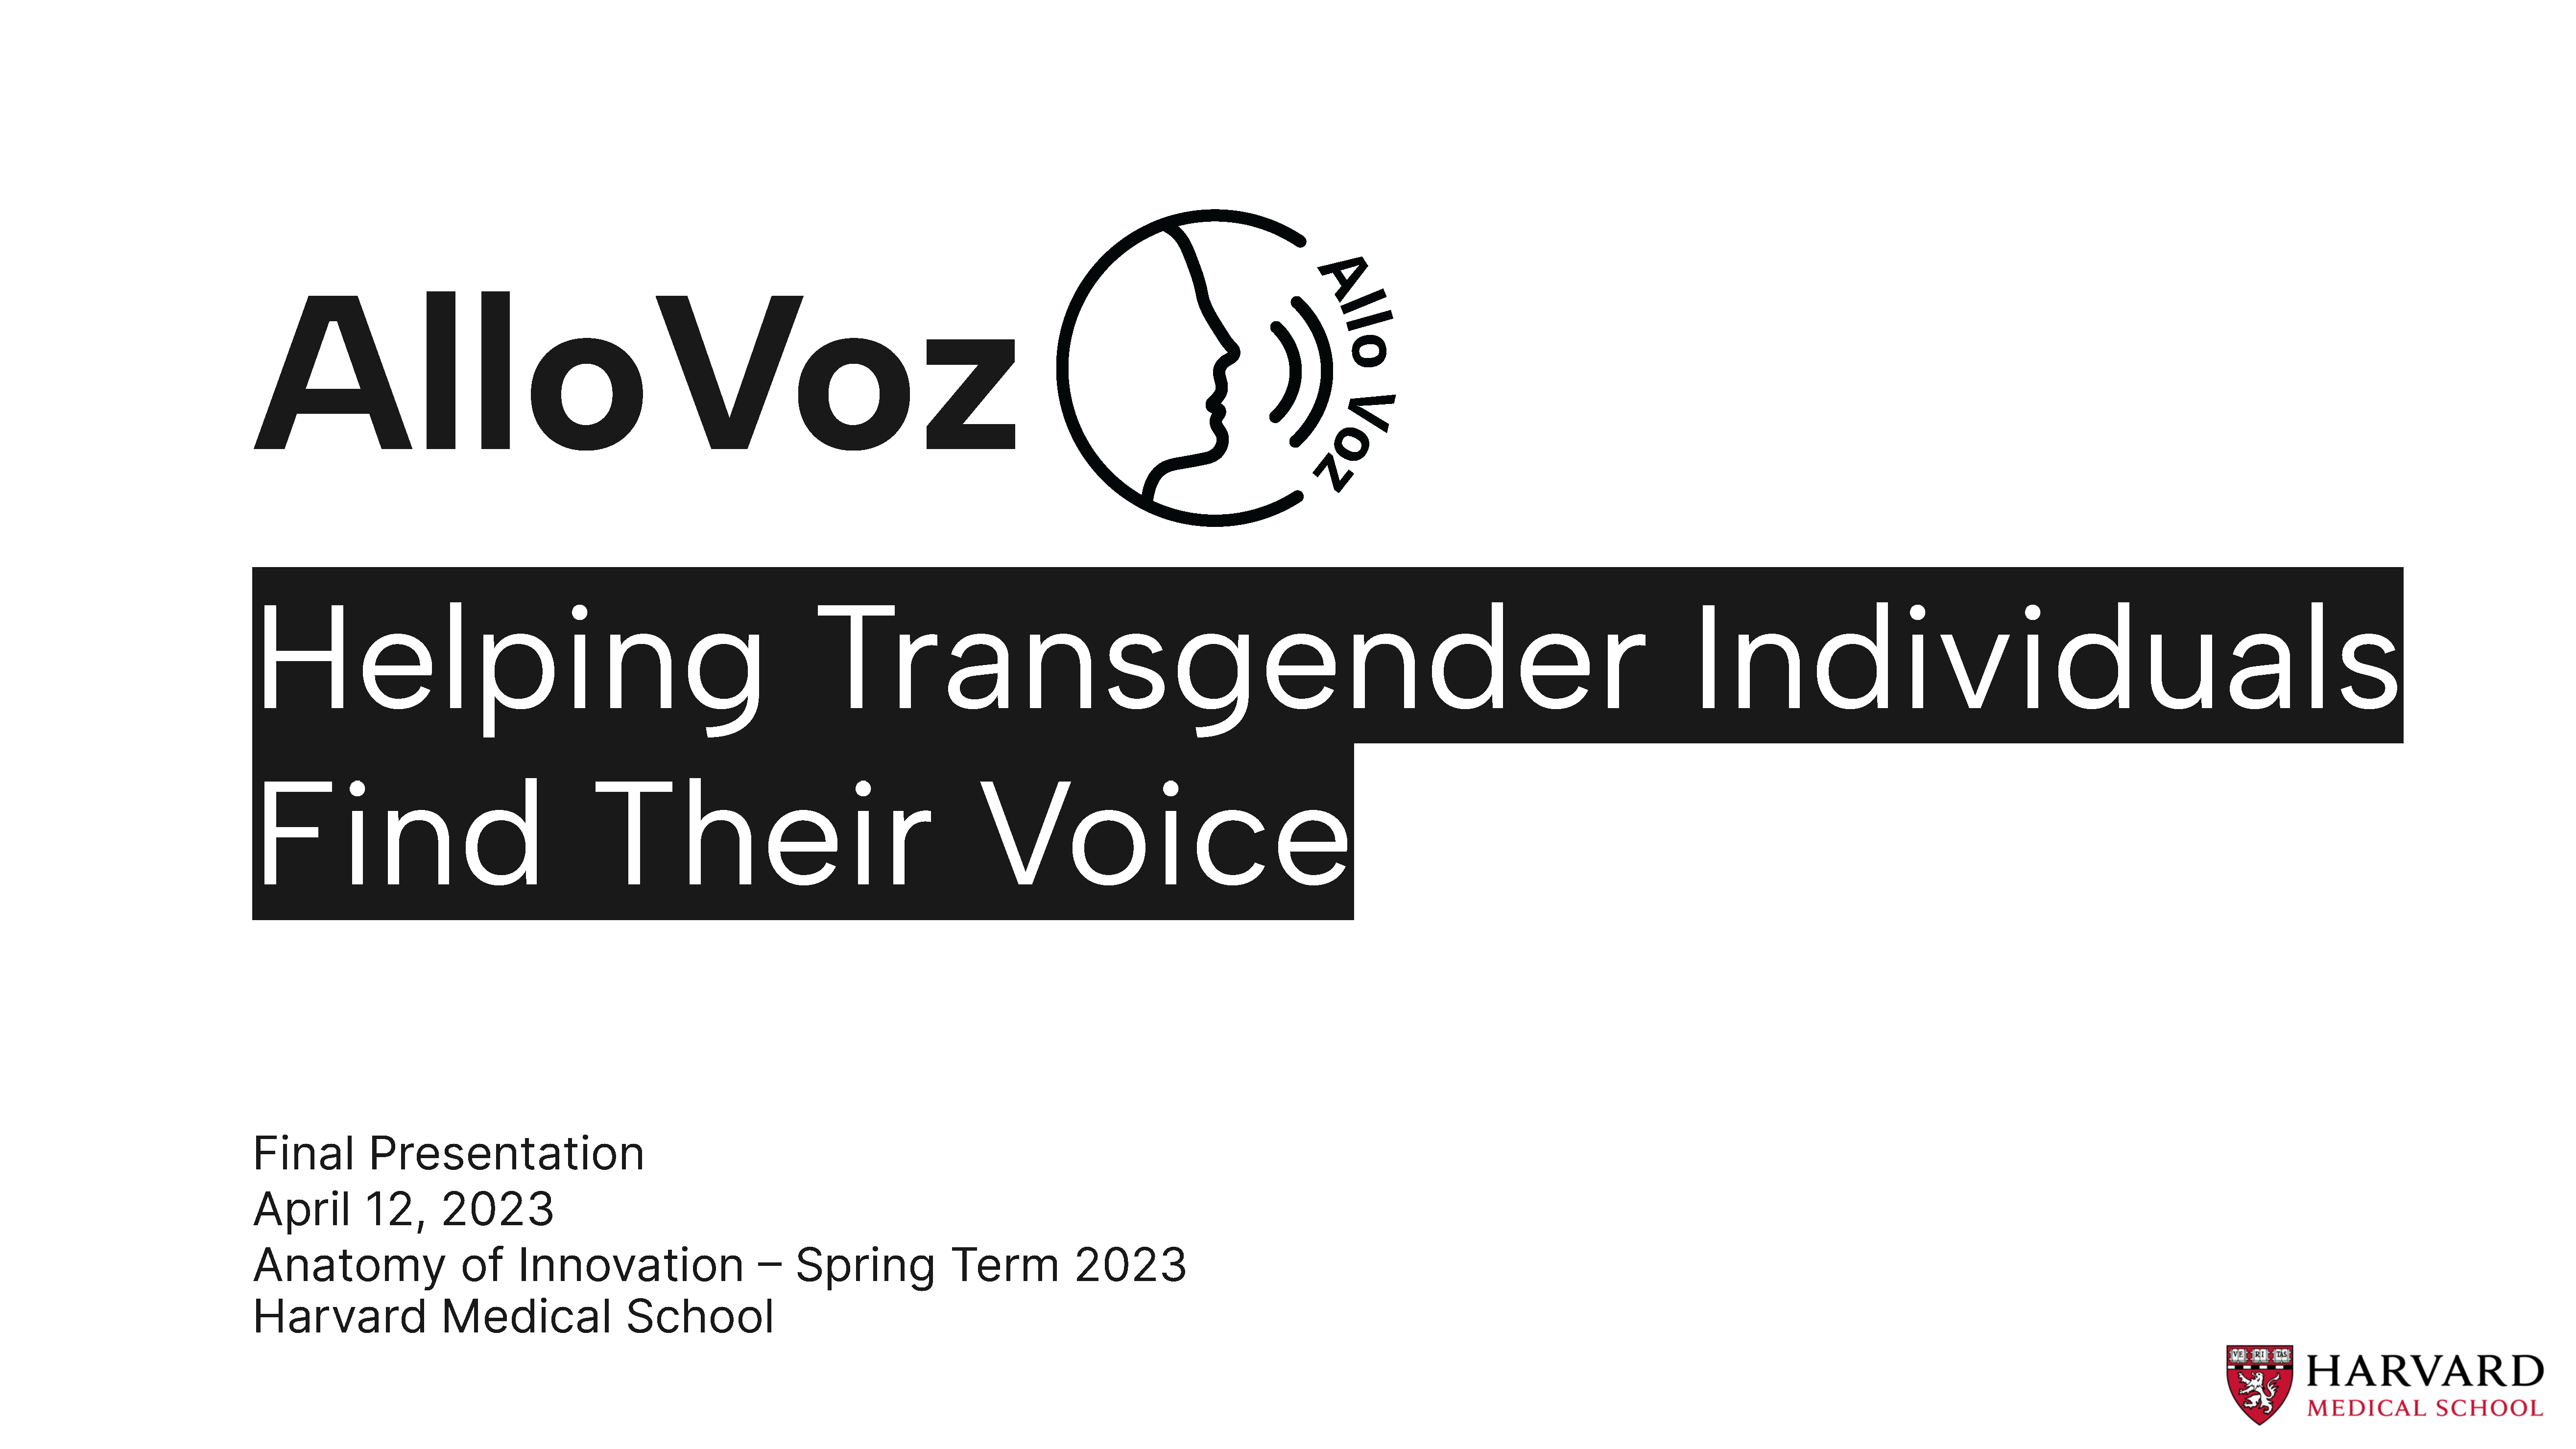 AlloVoz
Allo Voz
Helping Transgender Individuals
Find Their Voice
Final Presentation
April 12, 2023
Anatomy of Innovation – Spring Term 2023
Harvard Medical School
VE RI TAS
HARVARD
MEDICAL SCHOOL